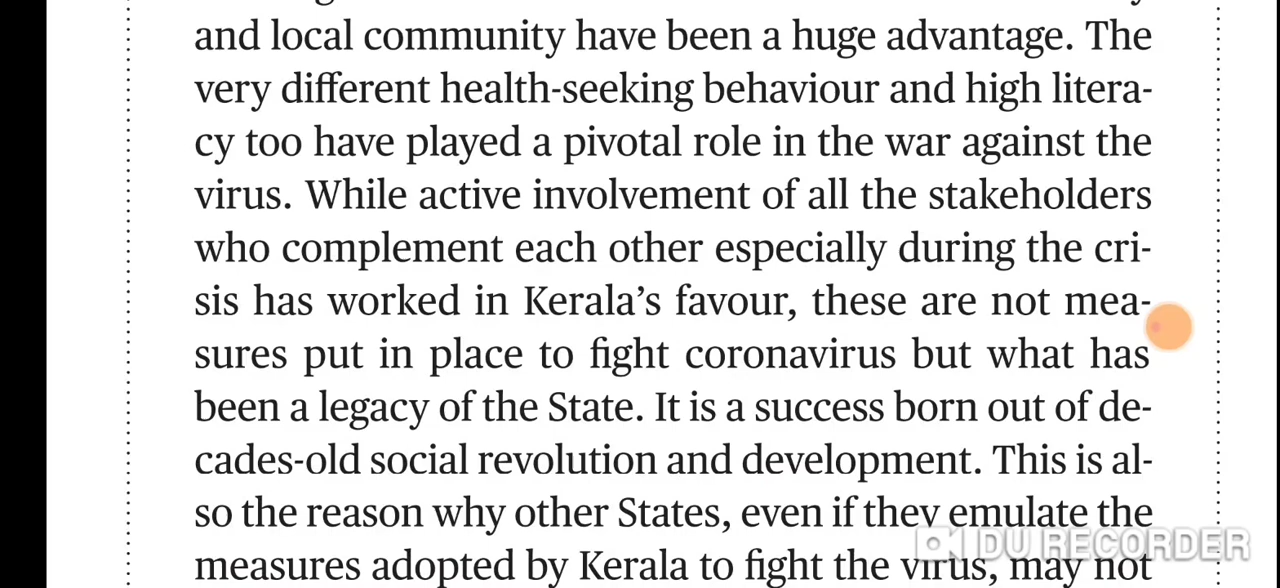 and local community have been a huge advantage. The
very different health-seeking behaviour and high litera-
cy too have played a pivotal role in the war against the
virus. While active involvement of all the stakeholders
who complement each other especially during the cri-
sis has worked in Kerala’s favour, these are not mea-
sures put in place to fight coronavirus but what has
been a legacy of the State. It is a success born out of de-
cades-old social revolution and development. This is al-
so the reason why other States, even if they emulate the
measures adopted by Kerala to fight the virus, may not
DU RECORDER